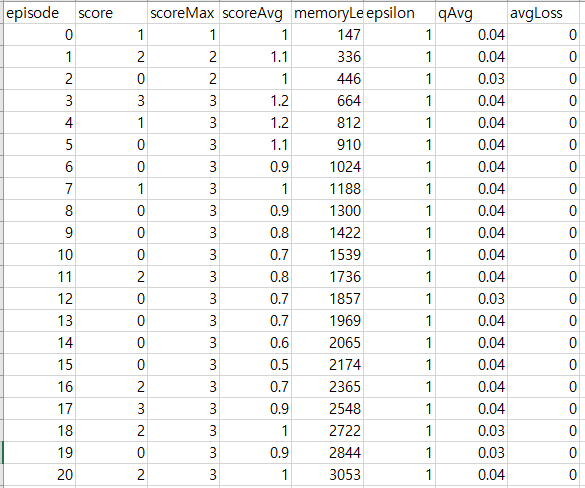 episode score scoreMax scoreAvg memoryLe epsilon qAvg avgLoss
0 1 1 1 147 1 0.04 0
1 2 2 1.1 336 1 0.04 0
2 0 2 1 446 1 0.03 0
3 3 3 1.2 664 1 0.04 0
4 1 3 1.2 812 1 0.04 0
5 0 3 1.1 910 1 0.04 0
6 0 3 0.9 1024 1 0.04 0
7 1 3 1 1188 1 0.04 0
8 0 3 0.9 1300 1 0.04 0
9 0 3 0.8 1422 1 0.04 0
10 0 3 0.7 1539 1 0.04 0
11 2 3 0.8 1736 1 0.04 0
12 0 3 0.7 1857 1 0.03 0
13 0 3 0.7 1969 1 0.04 0
14 0 3 0.6 2065 1 0.04 0
15 0 3 0.5 2174 1 0.04 0
16 2 3 0.7 2365 1 0.04 0
17 3 3 0.9 2548 1 0.04 0
18 2 3 1 2722 1 0.03 0
19 0 3 0.9 2844 1 0.03 0
20 2 3 1 3053 1 0.04 0